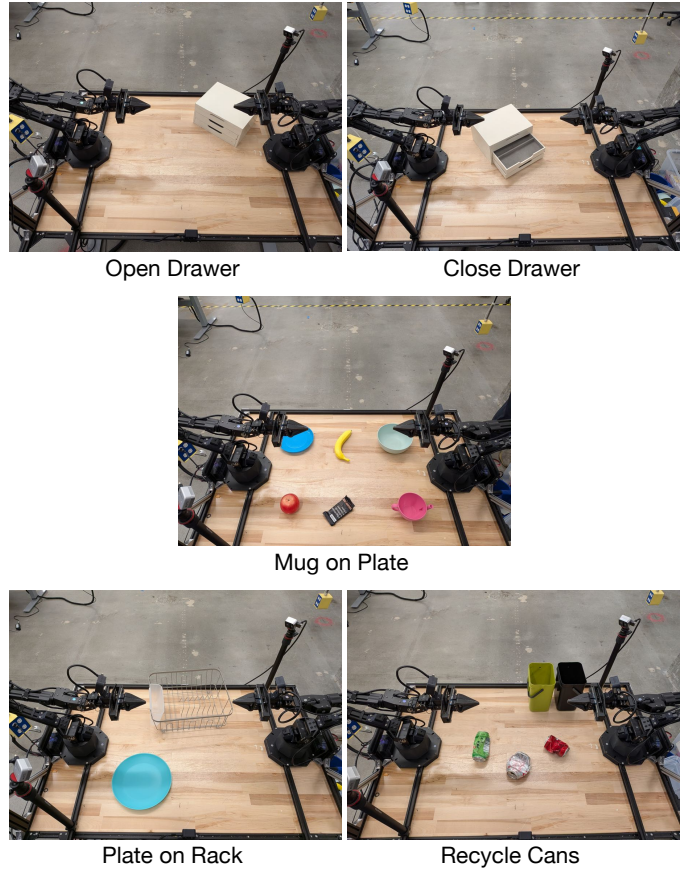 Open Drawer
Close Drawer
Mug on Plate
Plate on Rack
Recycle Cans